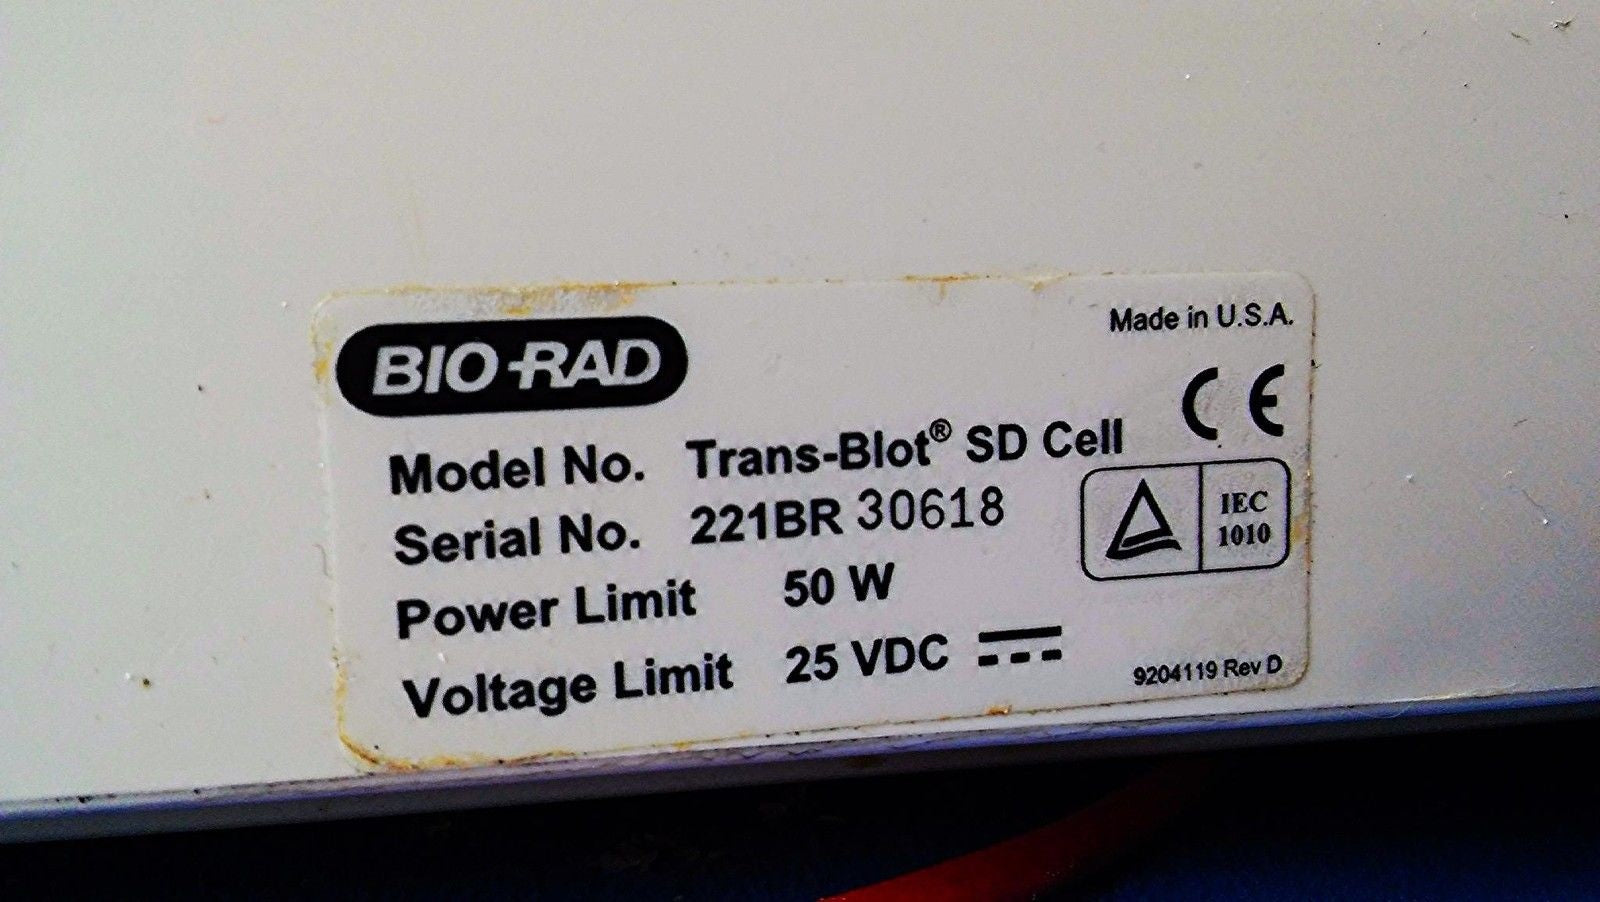 Made in U.S.A.
BIO-RAD
CE
Model No. Trans-Blot® SD Cell
Serial No. 221BR 30618
IEC
1010
Power Limit 50 W
Voltage Limit 25 VDC
9204119 Rev D